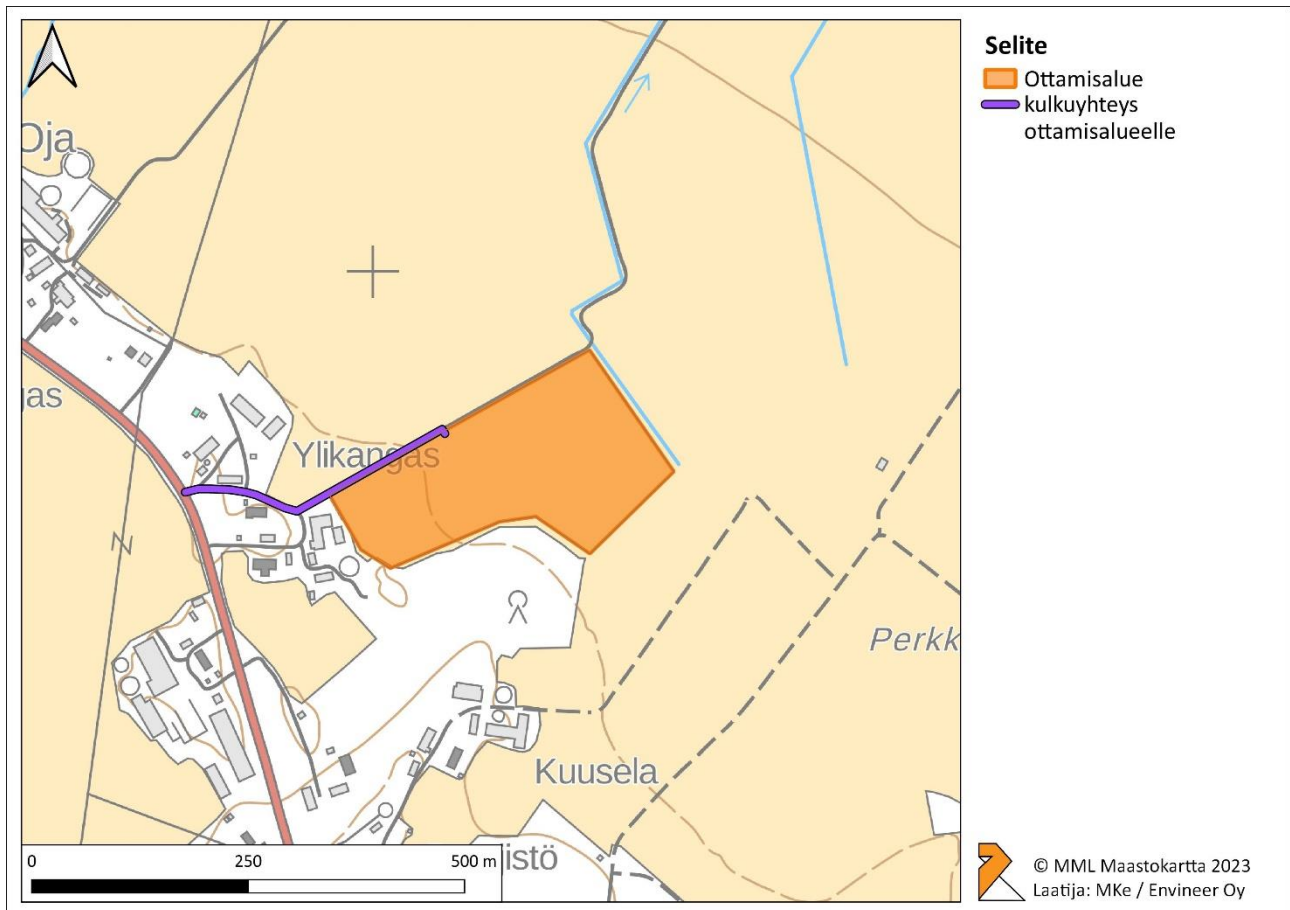 Selite
Ottamisalue
kulkuyhteys
ottamisalueelle
Oja
gas
Ylikangas
N
Perkk
Kuusela
istö
0 250 500 m
© MML Maastokartta 2023
Laatija: MKe / Envineer Oy